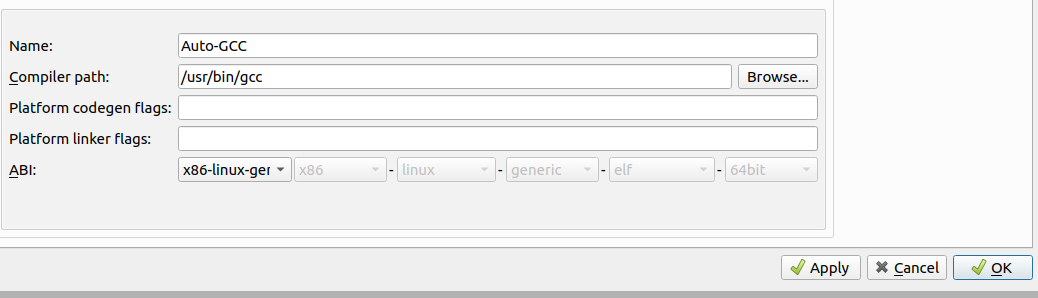 Name: Auto-GCC
Compiler path: /usr/bin/gcc Browse...
Platform codegen flags:
Platform linker flags:
ABI: x86-linux-ger x86 - linux - generic - elf - 64bit
Apply Cancel OK